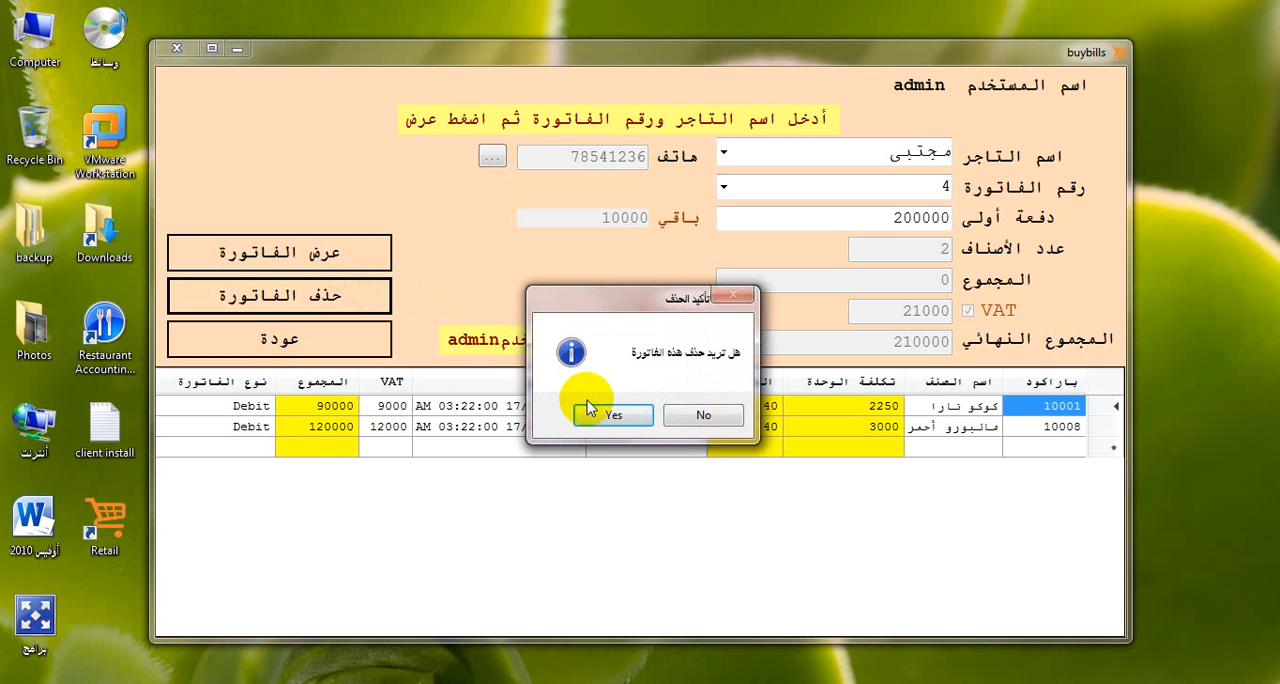 Computer
وسائط
Recycle Bin
VMware Workstation
backup
Downloads
Photos
Restaurant Accountin...
أنترنت
client install
أوفيس 2010
Retail
برامج
buybills
اسم المستخدم admin
أدخل اسم التاجر ورقم الفاتورة ثم اضغط عرض
اسم التاجر مجتبى هاتف 78541236 ...
رقم الفاتورة 4
دفعة أولى 200000 باقي 10000
عدد الأصناف 2
المجموع 0
VAT 21000
المجموع النهائي 210000
عرض الفاتورة
حذف الفاتورة
عودة
admin
تأكيد الحذف
هل تريد حذف هذه الفاتورة
Yes No
باراكود اسم الصنف تكلفة الوحدة VAT المجموع نوع الفاتورة
10001 كوكو نارا 2250 40 17/ 03:22:00 AM 9000 90000 Debit
10008 مالبورو أحمر 3000 40 17/ 03:22:00 AM 12000 120000 Debit